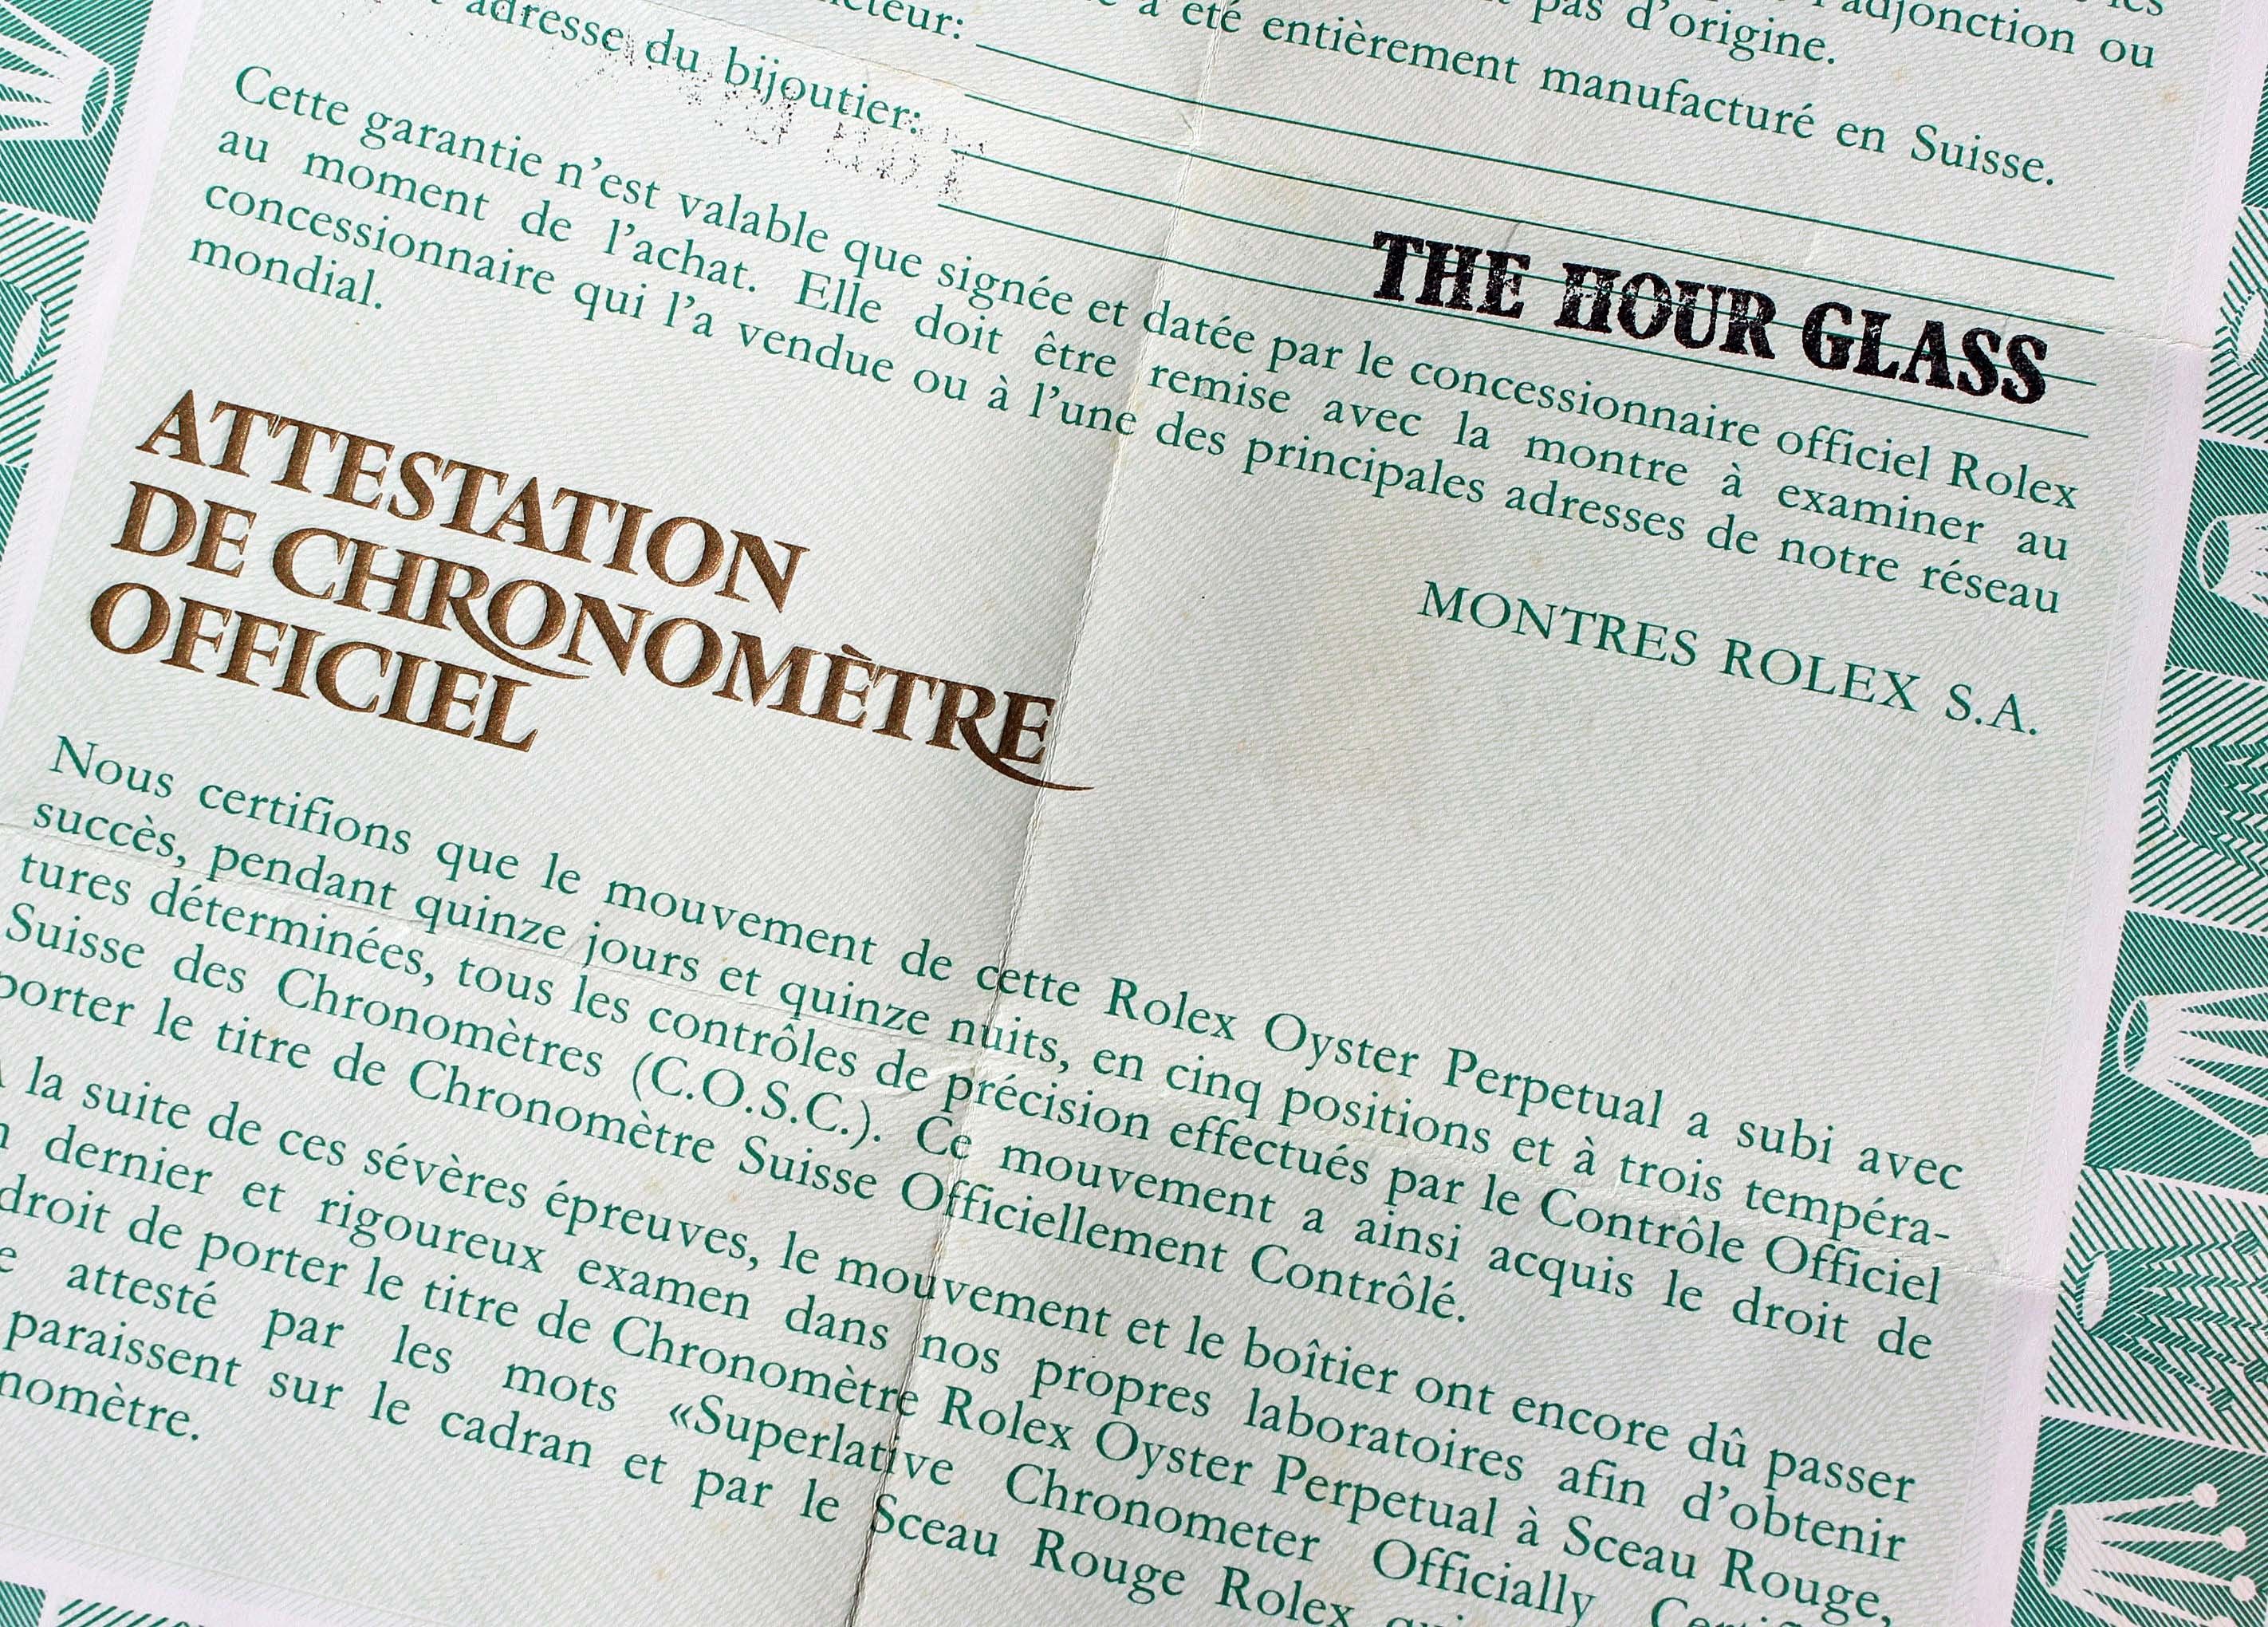 adjonction ou
pas d'origine.
a été entièrement manufacturé en Suisse.
adresse du bijoutier:
THE HOUR GLASS
Cette garantie n'est valable que signée et datée par le concessionnaire officiel Rolex
au moment de l'achat. Elle doit être remise avec la montre à examiner au
concessionnaire qui l'a vendue ou à l'une des principales adresses de notre réseau
mondial.
MONTRES ROLEX S.A.
ATTESTATION
DE CHRONOMÈTRE
OFFICIEL
Nous certifions que le mouvement de cette Rolex Oyster Perpetual a subi avec
succès, pendant quinze jours et quinze nuits, en cinq positions et à trois tempéra-
tures déterminées, tous les contrôles de précision effectués par le Contrôle Officiel
Suisse des Chronomètres (C.O.S.C.). Ce mouvement a ainsi acquis le droit de
porter le titre de Chronomètre Suisse Officiellement Contrôlé.
la suite de ces sévères épreuves, le mouvement et le boîtier ont encore dû passer
dernier et rigoureux examen dans nos propres laboratoires afin d'obtenir
droit de porter le titre de Chronomètre Rolex Oyster Perpetual à Sceau Rouge,
attesté par les mots «Superlative Chronometer Officially
paraissent sur le cadran et par le Sceau Rouge Rolex
nomètre.